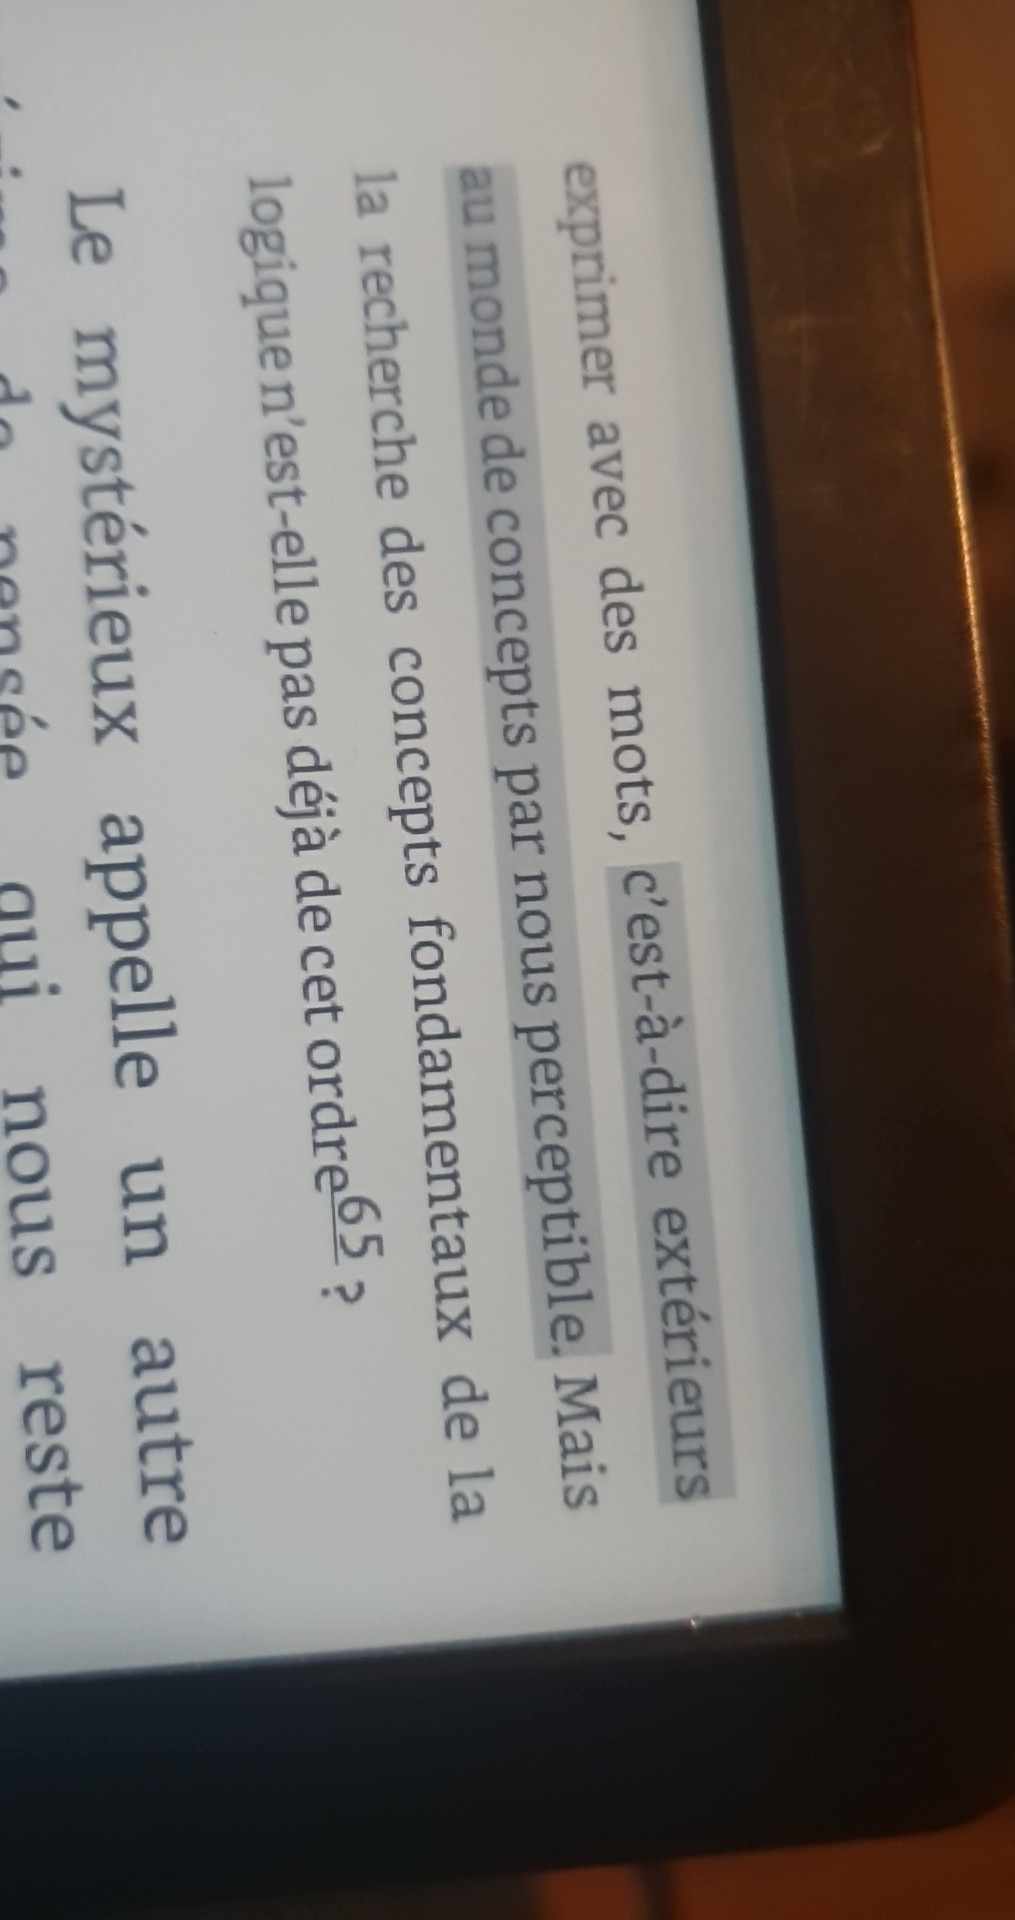 exprimer avec des mots, c'est-à-dire extérieurs
au monde de concepts par nous perceptible. Mais
la recherche des concepts fondamentaux de la
logique n'est-elle pas déjà de cet ordre65 ?
Le mystérieux appelle un autre
de pensée qui nous reste